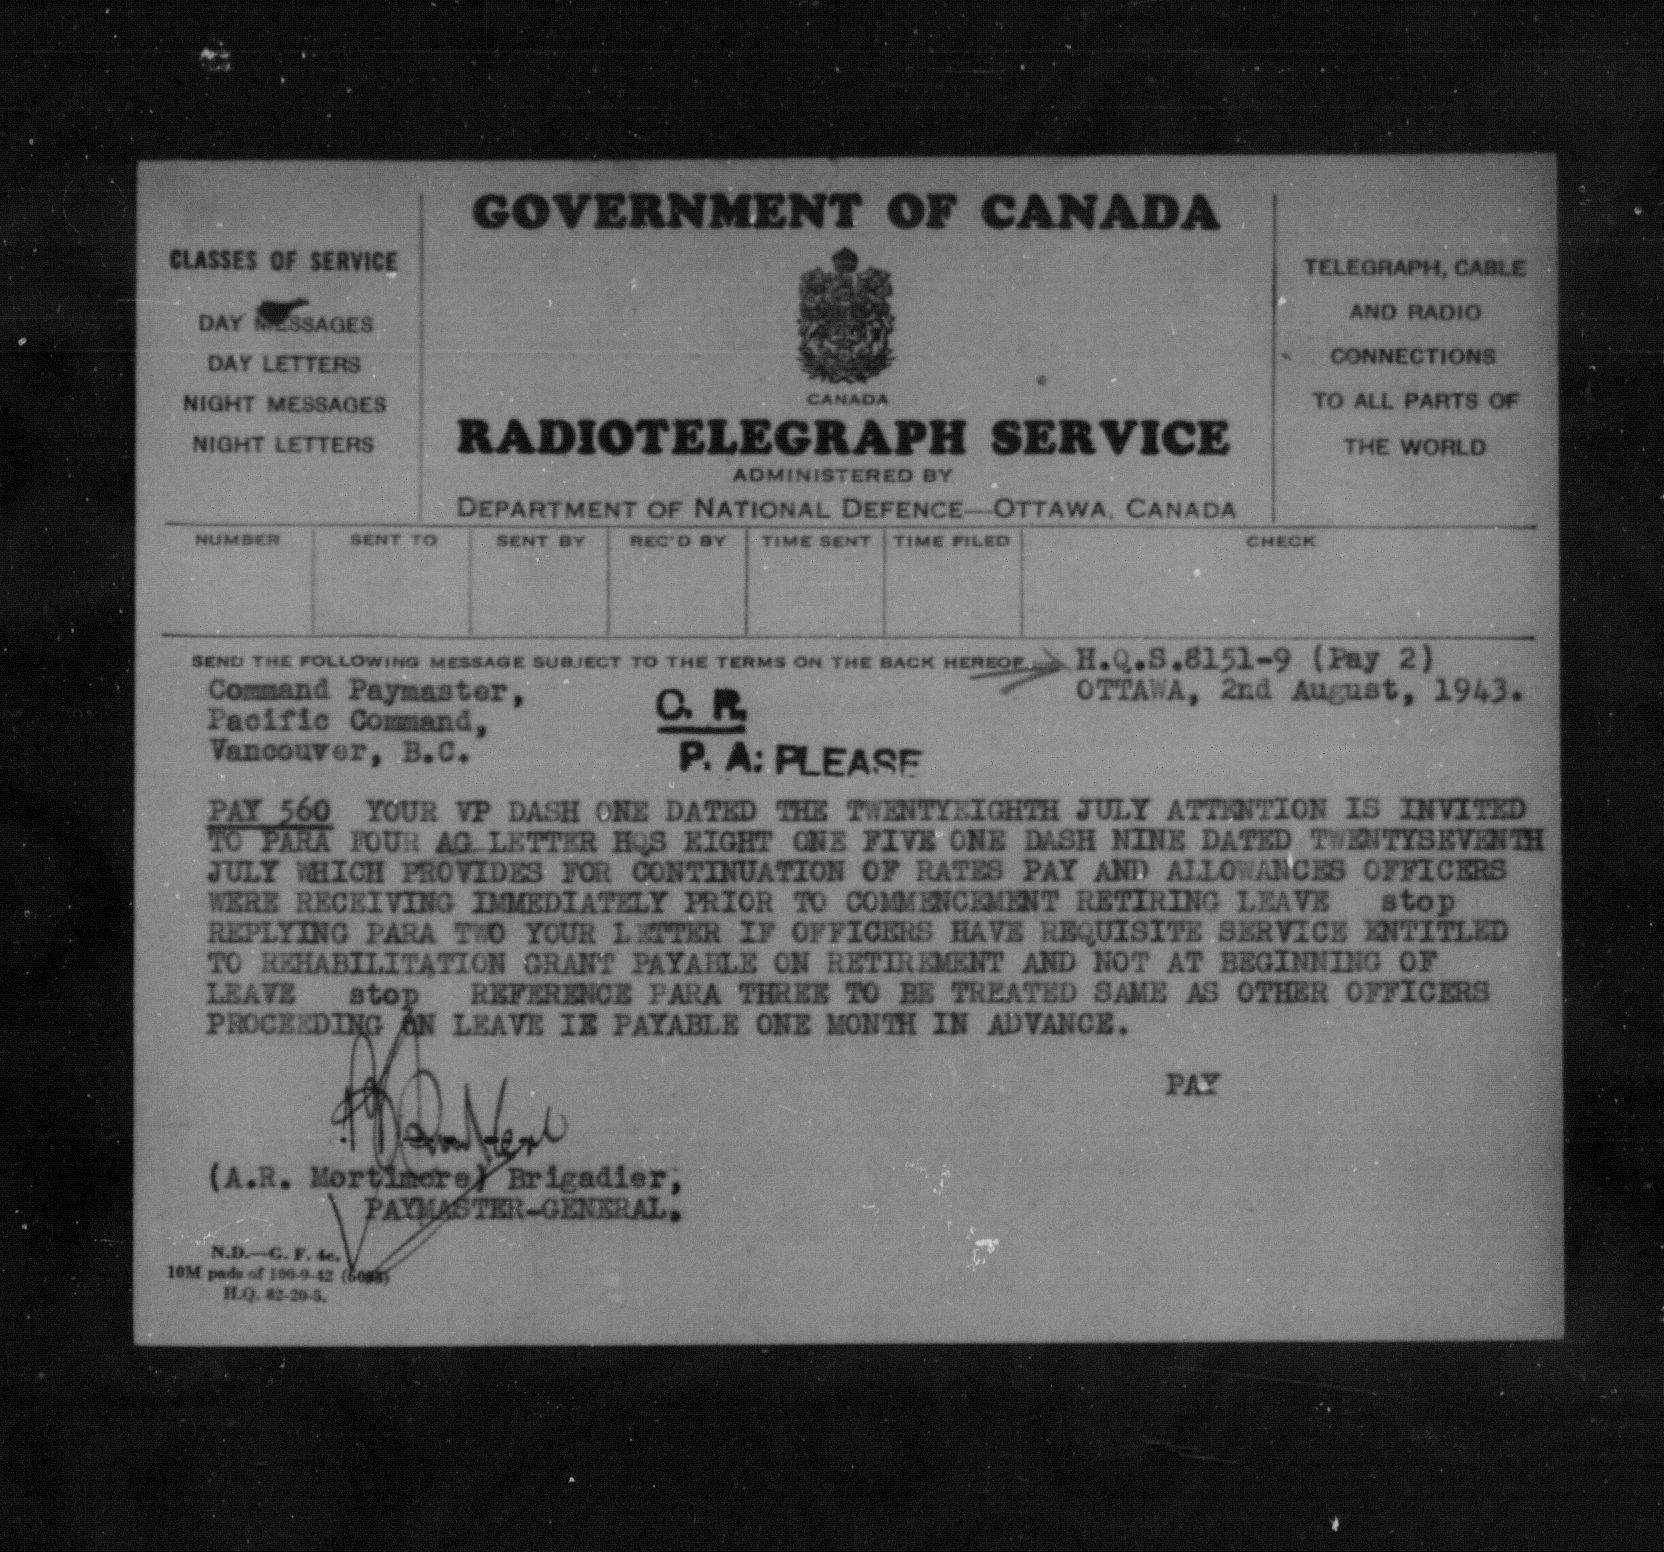 GOVERNMENT OF CANADA
CLASSES OF SERVICE
DAY MESSAGES
DAY LETTERS
NIGHT MESSAGES
NIGHT LETTERS
CANADA
RADIOTELEGRAPH SERVICE
ADMINISTERED BY
DEPARTMENT OF NATIONAL DEFENCE—OTTAWA, CANADA
TELEGRAPH, CABLE
AND RADIO
CONNECTIONS
TO ALL PARTS OF
THE WORLD
NUMBER SENT TO SENT BY REC'D BY TIME SENT TIME FILED CHECK
SEND THE FOLLOWING MESSAGE SUBJECT TO THE TERMS ON THE BACK HEREOF
H.Q.S.8151-9 (Pay 2)
OTTAWA, 2nd August, 1943.
Command Paymaster,
Pacific Command,
Vancouver, B.C.
C. R.
P. A: PLEASE
PAY 560 YOUR VP DASH ONE DATED THE TWENTYEIGHTH JULY ATTENTION IS INVITED
TO PARA FOUR AG LETTER HQS EIGHT ONE FIVE ONE DASH NINE DATED TWENTYSEVENTH
JULY WHICH PROVIDES FOR CONTINUATION OF RATES PAY AND ALLOWANCES OFFICERS
WERE RECEIVING IMMEDIATELY PRIOR TO COMMENCEMENT RETIRING LEAVE stop
REPLYING PARA TWO YOUR LETTER IF OFFICERS HAVE REQUISITE SERVICE ENTITLED
TO REHABILITATION GRANT PAYABLE ON RETIREMENT AND NOT AT BEGINNING OF
LEAVE stop REFERENCE PARA THREE TO BE TREATED SAME AS OTHER OFFICERS
PROCEEDING ON LEAVE IE PAYABLE ONE MONTH IN ADVANCE.
PAY
(A.R. Mortimore) Brigadier,
PAYMASTER-GENERAL.
N.D.—G. F. 4c.
10M pads of 100-9-42
H.Q. 82-20-5.